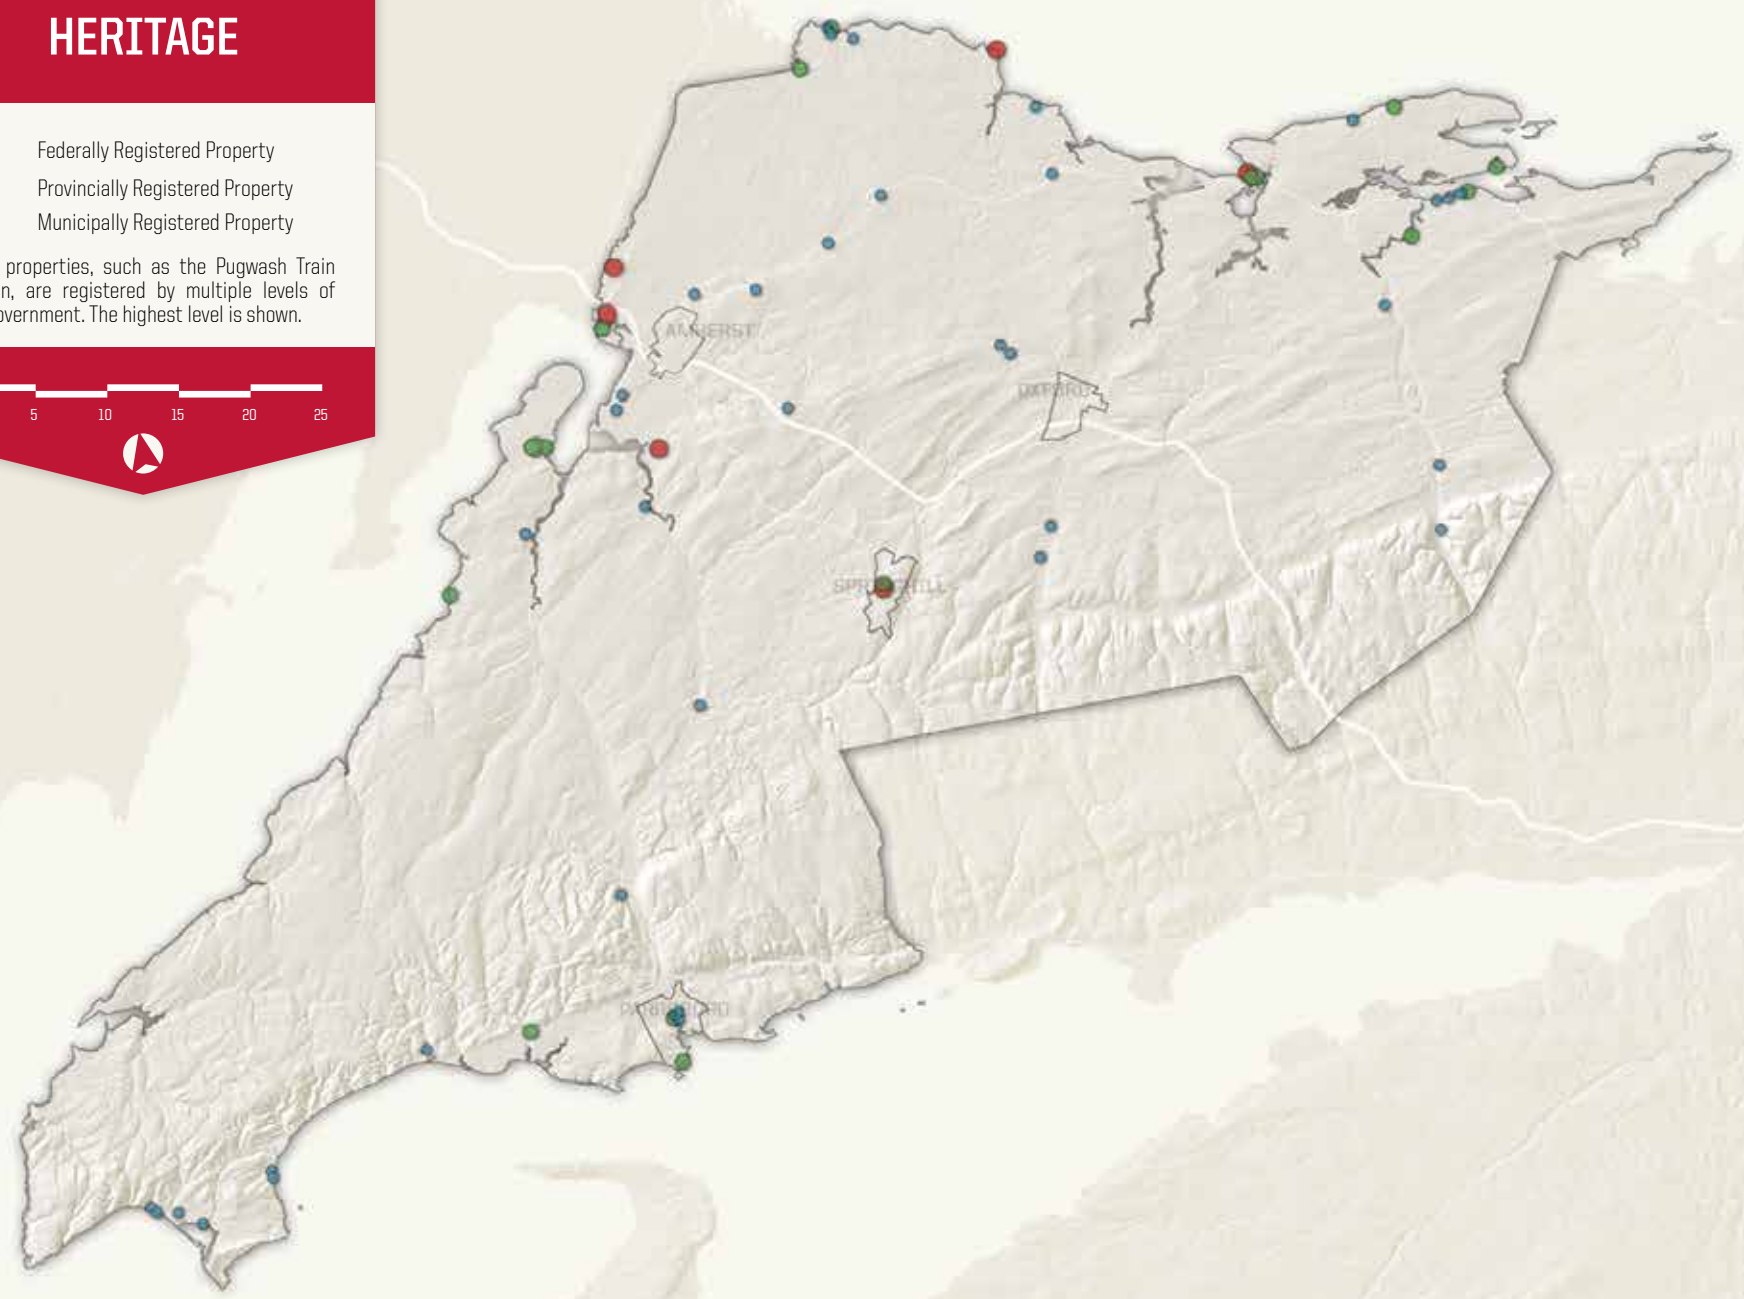 HERITAGE
Federally Registered Property
Provincially Registered Property
Municipally Registered Property
properties, such as the Pugwash Train
are registered by multiple levels of
The highest level is shown.
5 10 15 20 25
AMHERST
OXFORD
SPRINGHILL